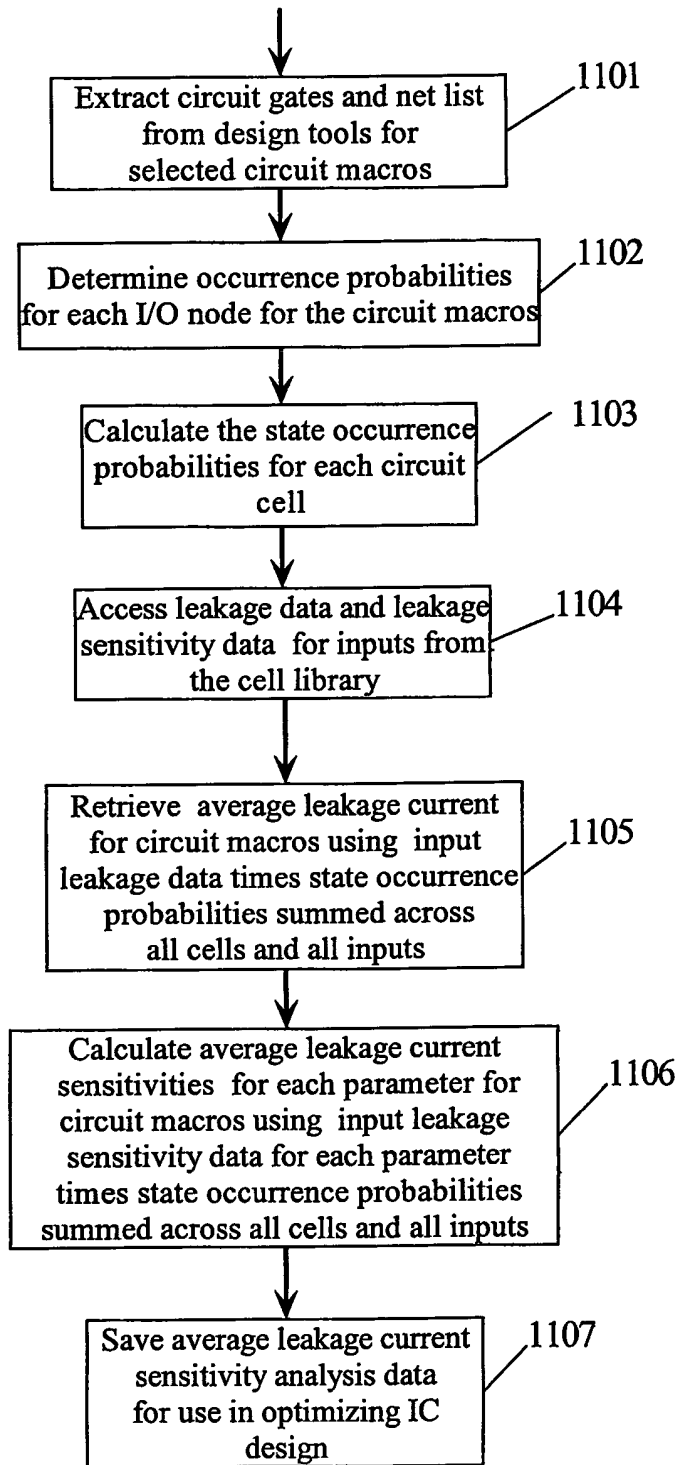 Extract circuit gates and net list
from design tools for
selected circuit macros
1101
Determine occurrence probabilities
for each I/O node for the circuit macros
1102
Calculate the state occurrence
probabilities for each circuit
cell
1103
Access leakage data and leakage
sensitivity data for inputs from
the cell library
1104
Retrieve average leakage current
for circuit macros using input
leakage data times state occurrence
probabilities summed across
all cells and all inputs
1105
Calculate average leakage current
sensitivities for each parameter for
circuit macros using input leakage
sensitivity data for each parameter
times state occurrence probabilities
summed across all cells and all inputs
1106
Save average leakage current
sensitivity analysis data
for use in optimizing IC
design
1107